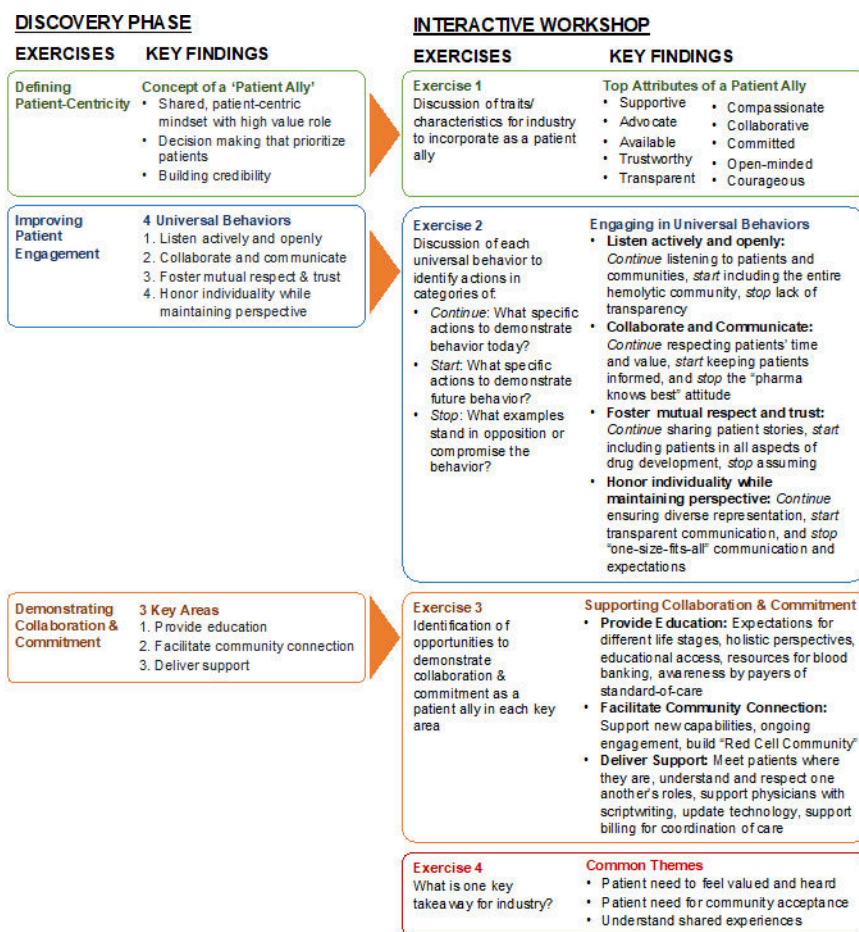 DISCOVERY PHASE
EXERCISES
KEY FINDINGS
Defining
Patient-Centricity
Concept of a 'Patient Ally'
• Shared, patient-centric
mindset with high value role
• Decision making that prioritize
patients
• Building credibility
Improving
Patient
Engagement
4 Universal Behaviors
1. Listen actively and openly
2. Collaborate and communicate
3. Foster mutual respect & trust
4. Honor individuality while
maintaining perspective
Demonstrating
Collaboration &
Commitment
3 Key Areas
1. Provide education
2. Facilitate community connection
3. Deliver support
INTERACTIVE WORKSHOP
EXERCISES
KEY FINDINGS
Exercise 1
Discussion of traits/
characteristics for industry
to incorporate as a patient
ally
Top Attributes of a Patient Ally
• Supportive
• Advocate
• Available
• Trustworthy
• Transparent
• Compassionate
• Collaborative
• Committed
• Open-minded
• Courageous
Exercise 2
Discussion of each
universal behavior to
identify actions in
categories of:
• Continue: What specific
actions to demonstrate
behavior today?
• Start: What specific
actions to demonstrate
future behavior?
• Stop: What examples
stand in opposition or
compromise the
behavior?
Engaging in Universal Behaviors
• Listen actively and openly:
Continue listening to patients and
communities, start including the entire
hemolytic community, stop lack of
transparency
• Collaborate and Communicate:
Continue respecting patients' time
and value, start keeping patients
informed, and stop the "pharma
knows best" attitude
• Foster mutual respect and trust:
Continue sharing patient stories, start
including patients in all aspects of
drug development, stop assuming
• Honor individuality while
maintaining perspective: Continue
ensuring diverse representation, start
transparent communication, and stop
"one-size-fits-all" communication and
expectations
Exercise 3
Identification of
opportunities to
demonstrate
collaboration &
commitment as a
patient ally in each key
area
Supporting Collaboration & Commitment
• Provide Education: Expectations for
different life stages, holistic perspectives,
educational access, resources for blood
banking, awareness by payers of
standard-of-care
• Facilitate Community Connection:
Support new capabilities, ongoing
engagement, build "Red Cell Community"
• Deliver Support: Meet patients where
they are, understand and respect one
another's roles, support physicians with
scriptwriting, update technology, support
billing for coordination of care
Exercise 4
What is one key
takeaway for industry?
Common Themes
• Patient need to feel valued and heard
• Patient need for community acceptance
• Understand shared experiences